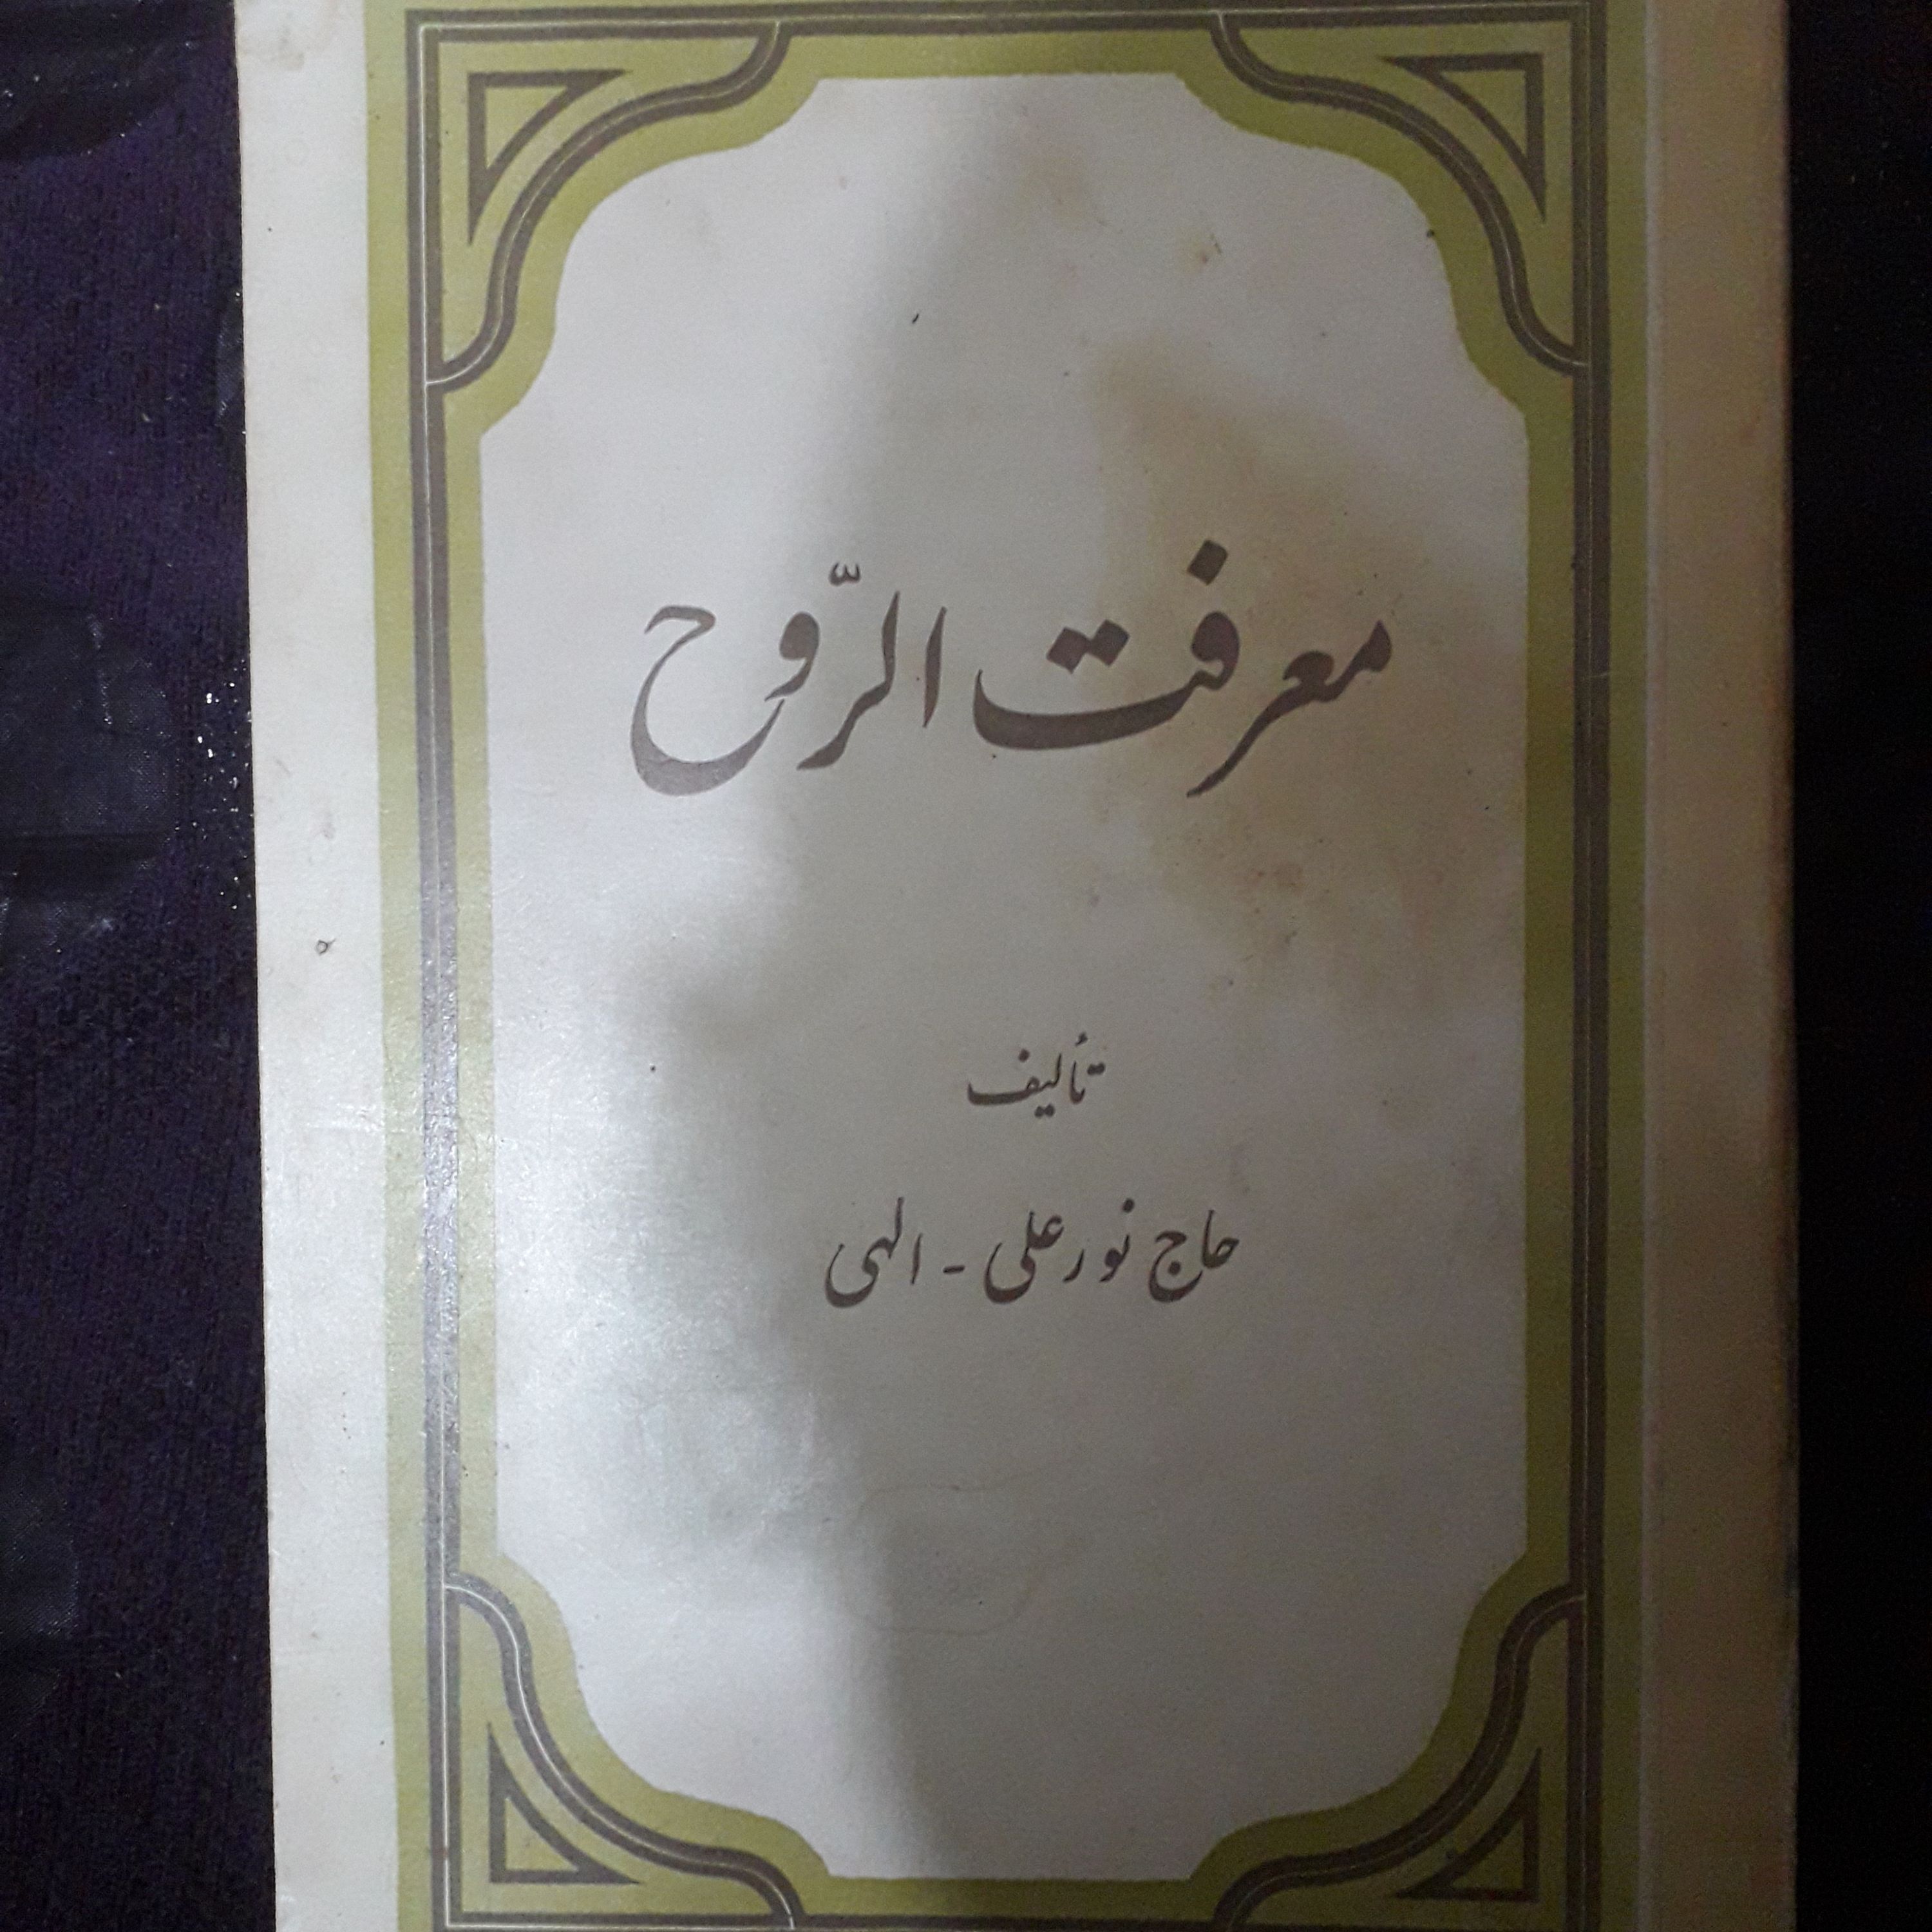 معرفت الرّوح
تألیف
حاج نورعلی - الهی